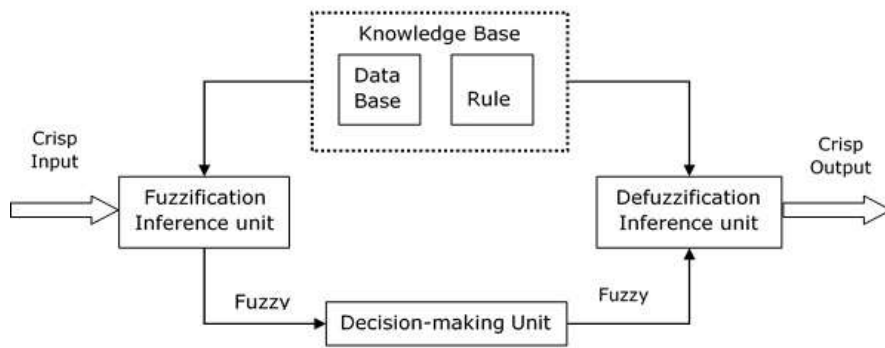 Knowledge Base
Data
Base
Rule
Crisp
Input
Crisp
Output
Fuzzification
Inference unit
Defuzzification
Inference unit
Fuzzy
Fuzzy
Decision-making Unit